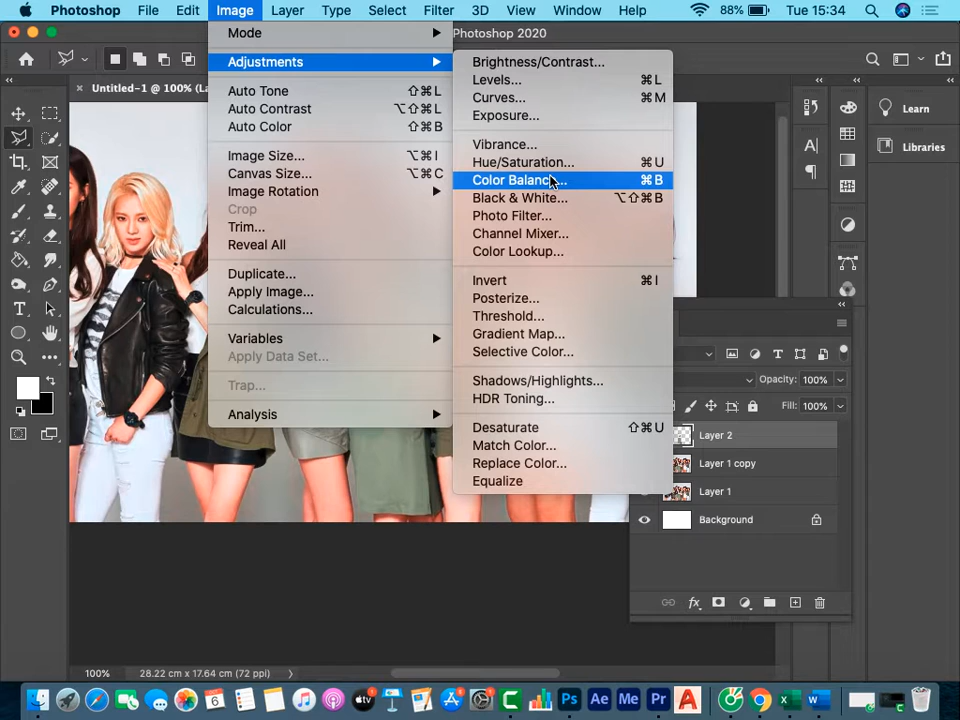 Photoshop File Edit Image Layer Type Select Filter 3D View Window Help 88% Tue 15:34
Photoshop 2020
Mode
Adjustments
Auto Tone ⇧⌘L
Auto Contrast ⌥⇧⌘L
Auto Color ⇧⌘B
Image Size... ⌥⌘I
Canvas Size... ⌥⌘C
Image Rotation
Crop
Trim...
Reveal All
Duplicate...
Apply Image...
Calculations...
Variables
Apply Data Set...
Trap...
Analysis
Brightness/Contrast...
Levels... ⌘L
Curves... ⌘M
Exposure...
Vibrance...
Hue/Saturation... ⌘U
Color Balance... ⌘B
Black & White... ⌥⇧⌘B
Photo Filter...
Channel Mixer...
Color Lookup...
Invert ⌘I
Posterize...
Threshold...
Gradient Map...
Selective Color...
Shadows/Highlights...
HDR Toning...
Desaturate ⇧⌘U
Match Color...
Replace Color...
Equalize
Untitled-1 @ 100% (La
Learn
Libraries
Opacity: 100%
Fill: 100%
Layer 2
Layer 1 copy
Layer 1
Background
fx
100% 28.22 cm x 17.64 cm (72 ppi)
tv
Ps Ae Me Pr